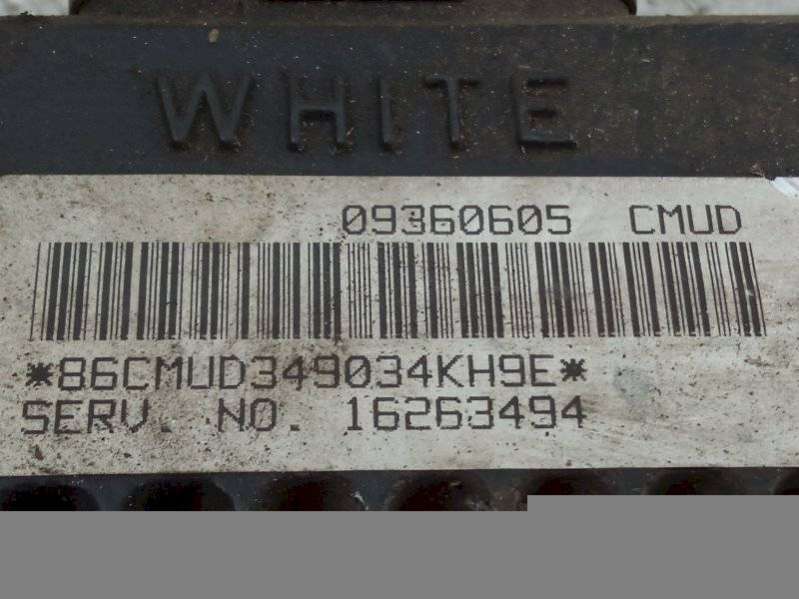 WHITE
09360605 CMUD
*86CMUD349034KH9E*
SERV. NO. 16263494